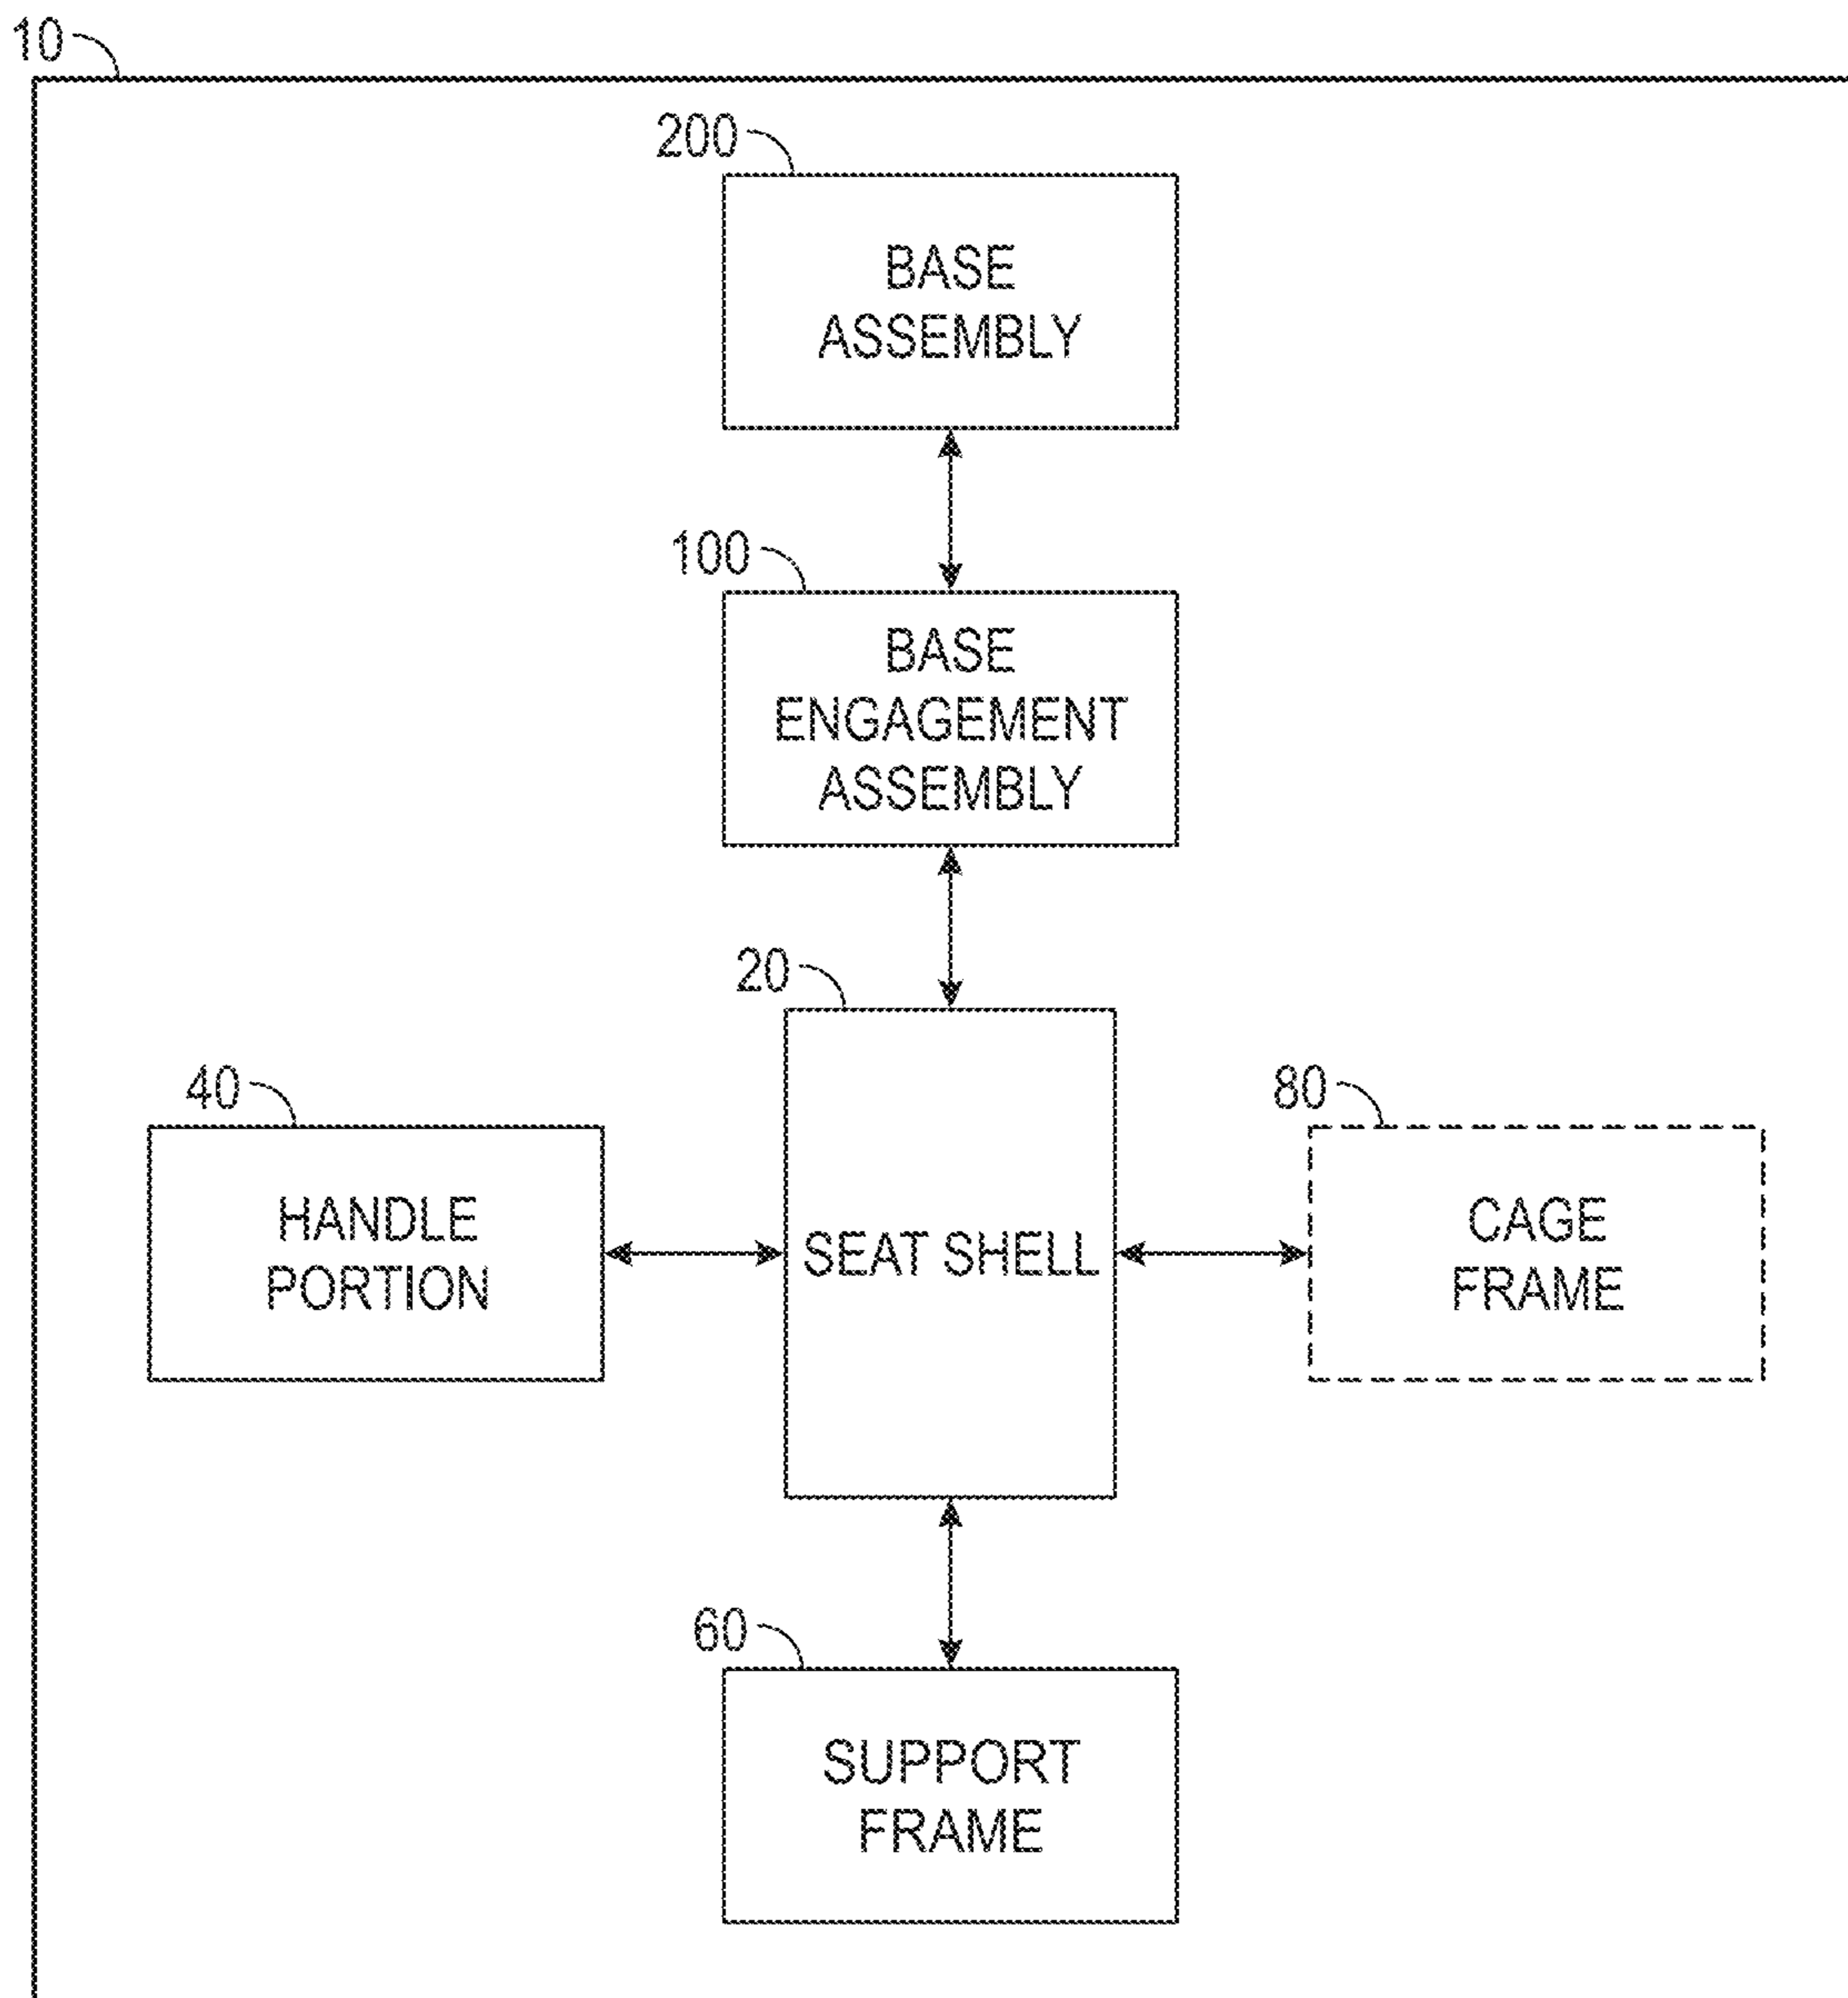 10
200
BASE
ASSEMBLY
100
BASE
ENGAGEMENT
ASSEMBLY
20
SEAT SHELL
40
HANDLE
PORTION
80
CAGE
FRAME
60
SUPPORT
FRAME